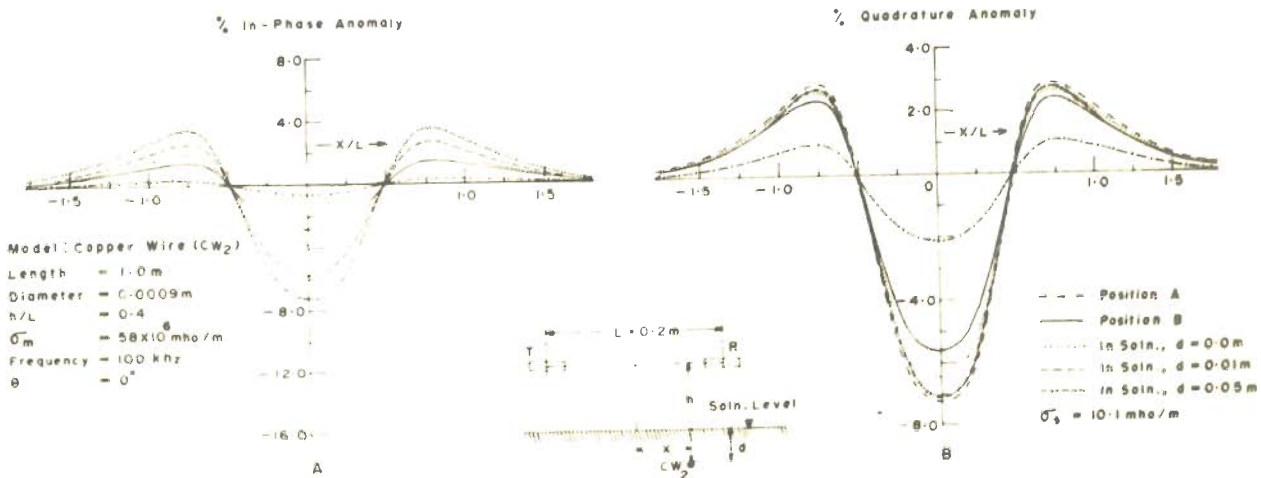 % In-Phase Anomaly
8.0
4.0
X/L →
-1.5
-1.0
1.0
1.5
-8.0
-12.0
-16.0
A
Model: Copper Wire (CW2)
Length = 1.0 m
Diameter = 0.0009 m
h/L = 0.4
σm = 58X10⁶ mho/m
Frequency = 100 khz
θ = 0°
L = 0.2m
T
R
h
Soln. Level
X
d
CW2
% Quadrature Anomaly
4.0
2.0
X/L →
-1.5
-1.0
0
1.0
1.5
-4.0
-8.0
B
Position A
Position B
In Soln., d = 0.0m
In Soln., d = 0.01m
In Soln., d = 0.05m
σs = 10.1 mho/m